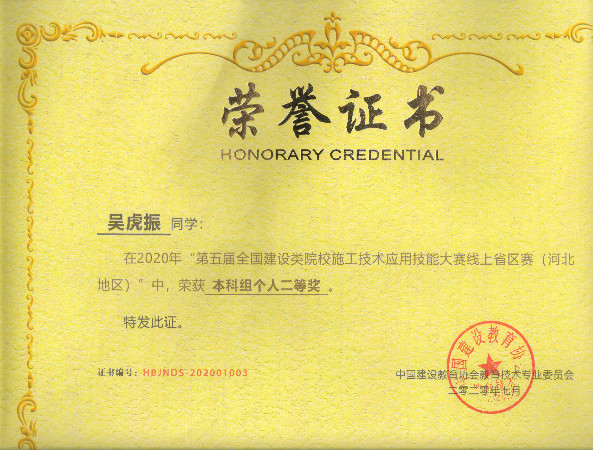 荣誉证书
HONORARY CREDENTIAL
吴虎振 同学：
在2020年“第五届全国建设类院校施工技术应用技能大赛线上省区赛（河北
地区）”中，荣获 本科组个人二等奖 。
特发此证。
证书编号：HBJNDS-202001003
中国建设教育协会教育技术专业委员会
二零二零年七月